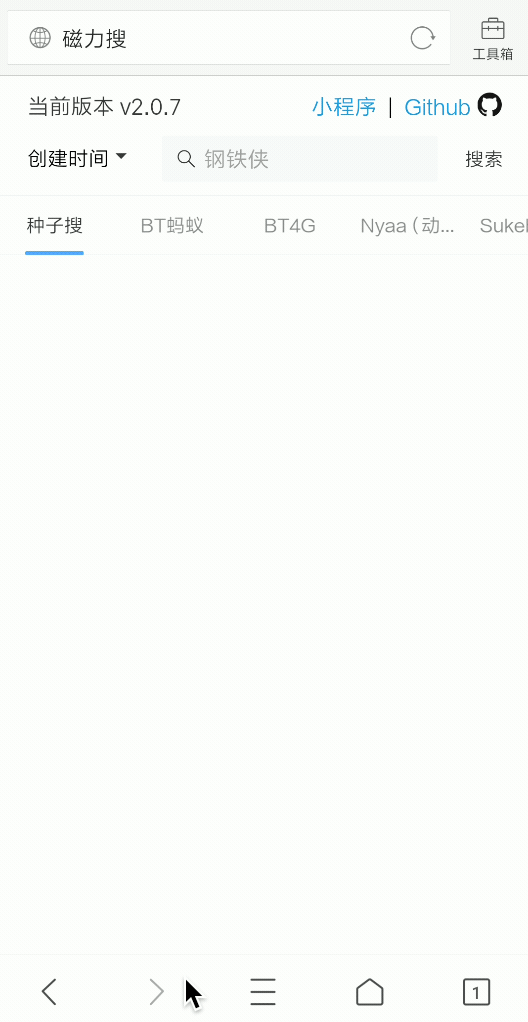 磁力搜
工具箱
当前版本 v2.0.7
小程序 | Github
创建时间
钢铁侠
搜索
种子搜 BT蚂蚁 BT4G Nyaa（动... Sukel
1